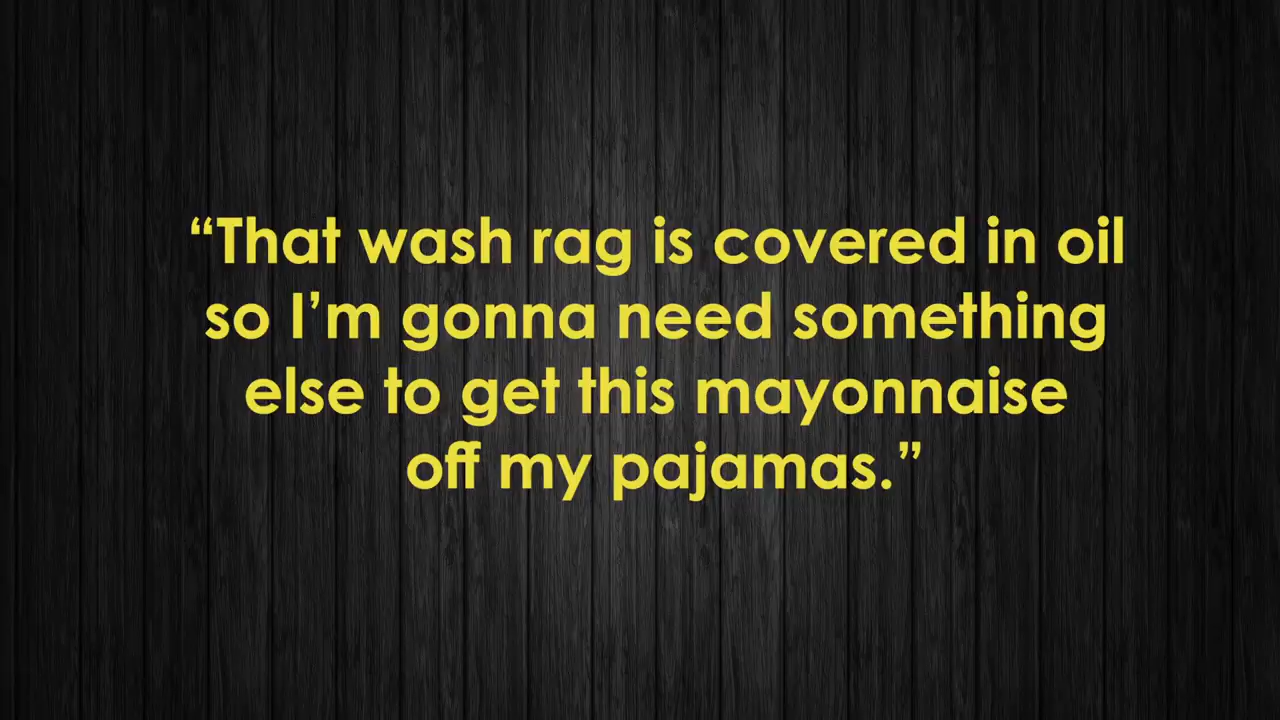 “That wash rag is covered in oil
so I’m gonna need something
else to get this mayonnaise
off my pajamas.”